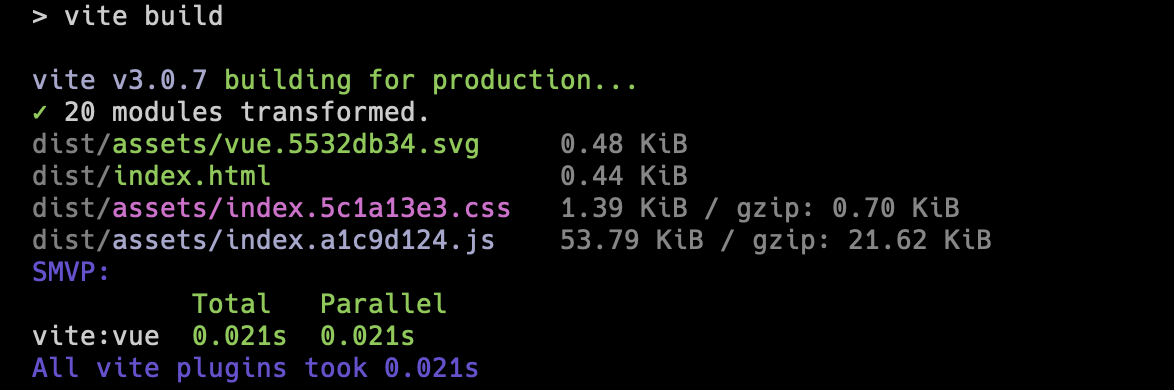 > vite build
vite v3.0.7 building for production...
✓ 20 modules transformed.
dist/assets/vue.5532db34.svg     0.48 KiB
dist/index.html                  0.44 KiB
dist/assets/index.5c1a13e3.css   1.39 KiB / gzip: 0.70 KiB
dist/assets/index.a1c9d124.js    53.79 KiB / gzip: 21.62 KiB
SMVP:
          Total   Parallel
vite:vue  0.021s  0.021s
All vite plugins took 0.021s